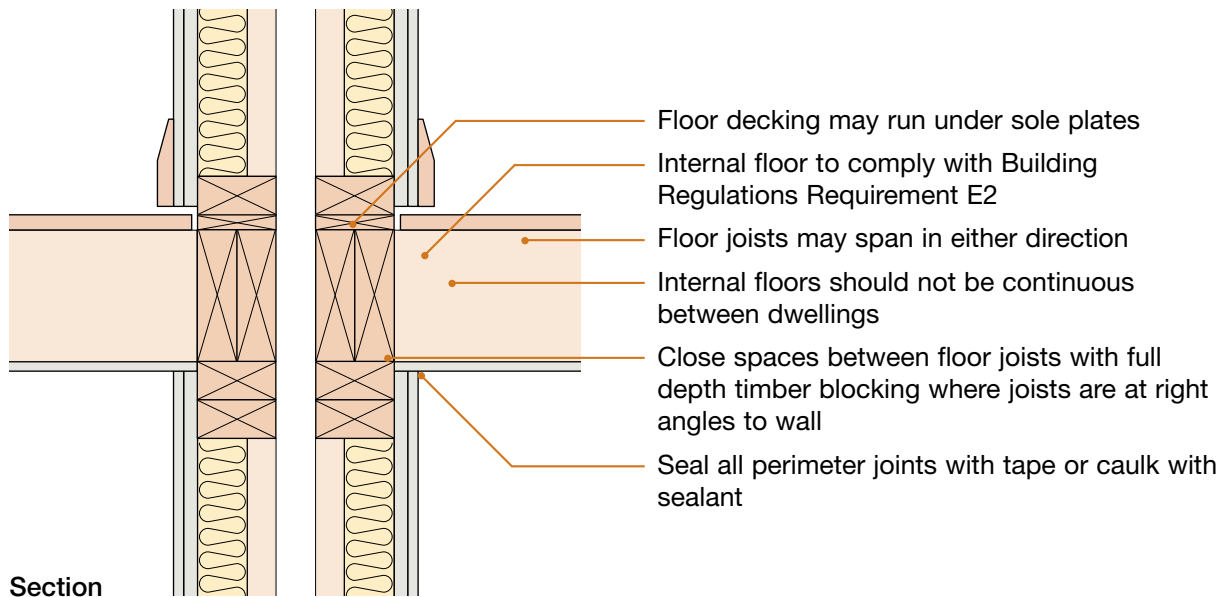 Floor decking may run under sole plates
Internal floor to comply with Building
Regulations Requirement E2
Floor joists may span in either direction
Internal floors should not be continuous
between dwellings
Close spaces between floor joists with full
depth timber blocking where joists are at right
angles to wall
Seal all perimeter joints with tape or caulk with
sealant
Section